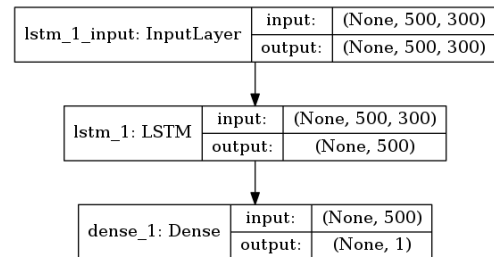 lstm_1_input: InputLayer
input: (None, 500, 300)
output: (None, 500, 300)
lstm_1: LSTM
input: (None, 500, 300)
output: (None, 500)
dense_1: Dense
input: (None, 500)
output: (None, 1)